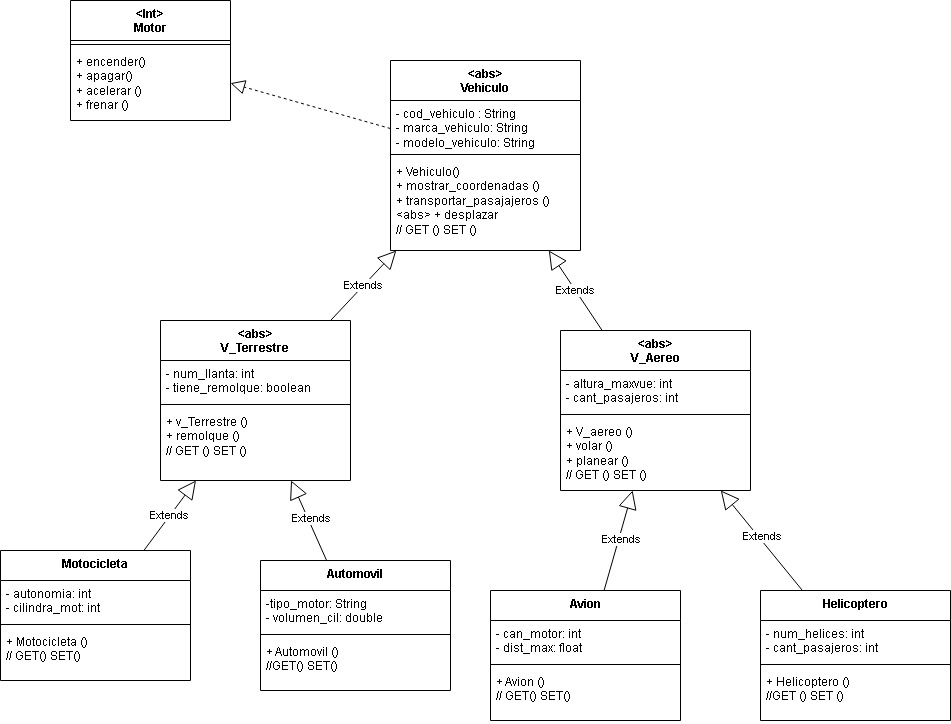 <Int>
Motor
+ encender()
+ apagar()
+ acelerar ()
+ frenar ()
<abs>
Vehiculo
- cod_vehiculo : String
- marca_vehiculo: String
- modelo_vehiculo: String
+ Vehiculo()
+ mostrar_coordenadas ()
+ transportar_pasajajeros ()
<abs> + desplazar
// GET () SET ()
Extends
Extends
<abs>
V_Terrestre
- num_llanta: int
- tiene_remolque: boolean
+ v_Terrestre ()
+ remolque ()
// GET () SET ()
<abs>
V_Aereo
- altura_maxvue: int
- cant_pasajeros: int
+ V_aereo ()
+ volar ()
+ planear ()
// GET () SET ()
Extends
Extends
Extends
Extends
Motocicleta
- autonomia: int
- cilindra_mot: int
+ Motocicleta ()
// GET() SET()
Automovil
-tipo_motor: String
- volumen_cil: double
+ Automovil ()
//GET() SET()
Avion
- can_motor: int
- dist_max: float
+ Avion ()
// GET() SET()
Helicoptero
- num_helices: int
- cant_pasajeros: int
+ Helicoptero ()
//GET () SET ()